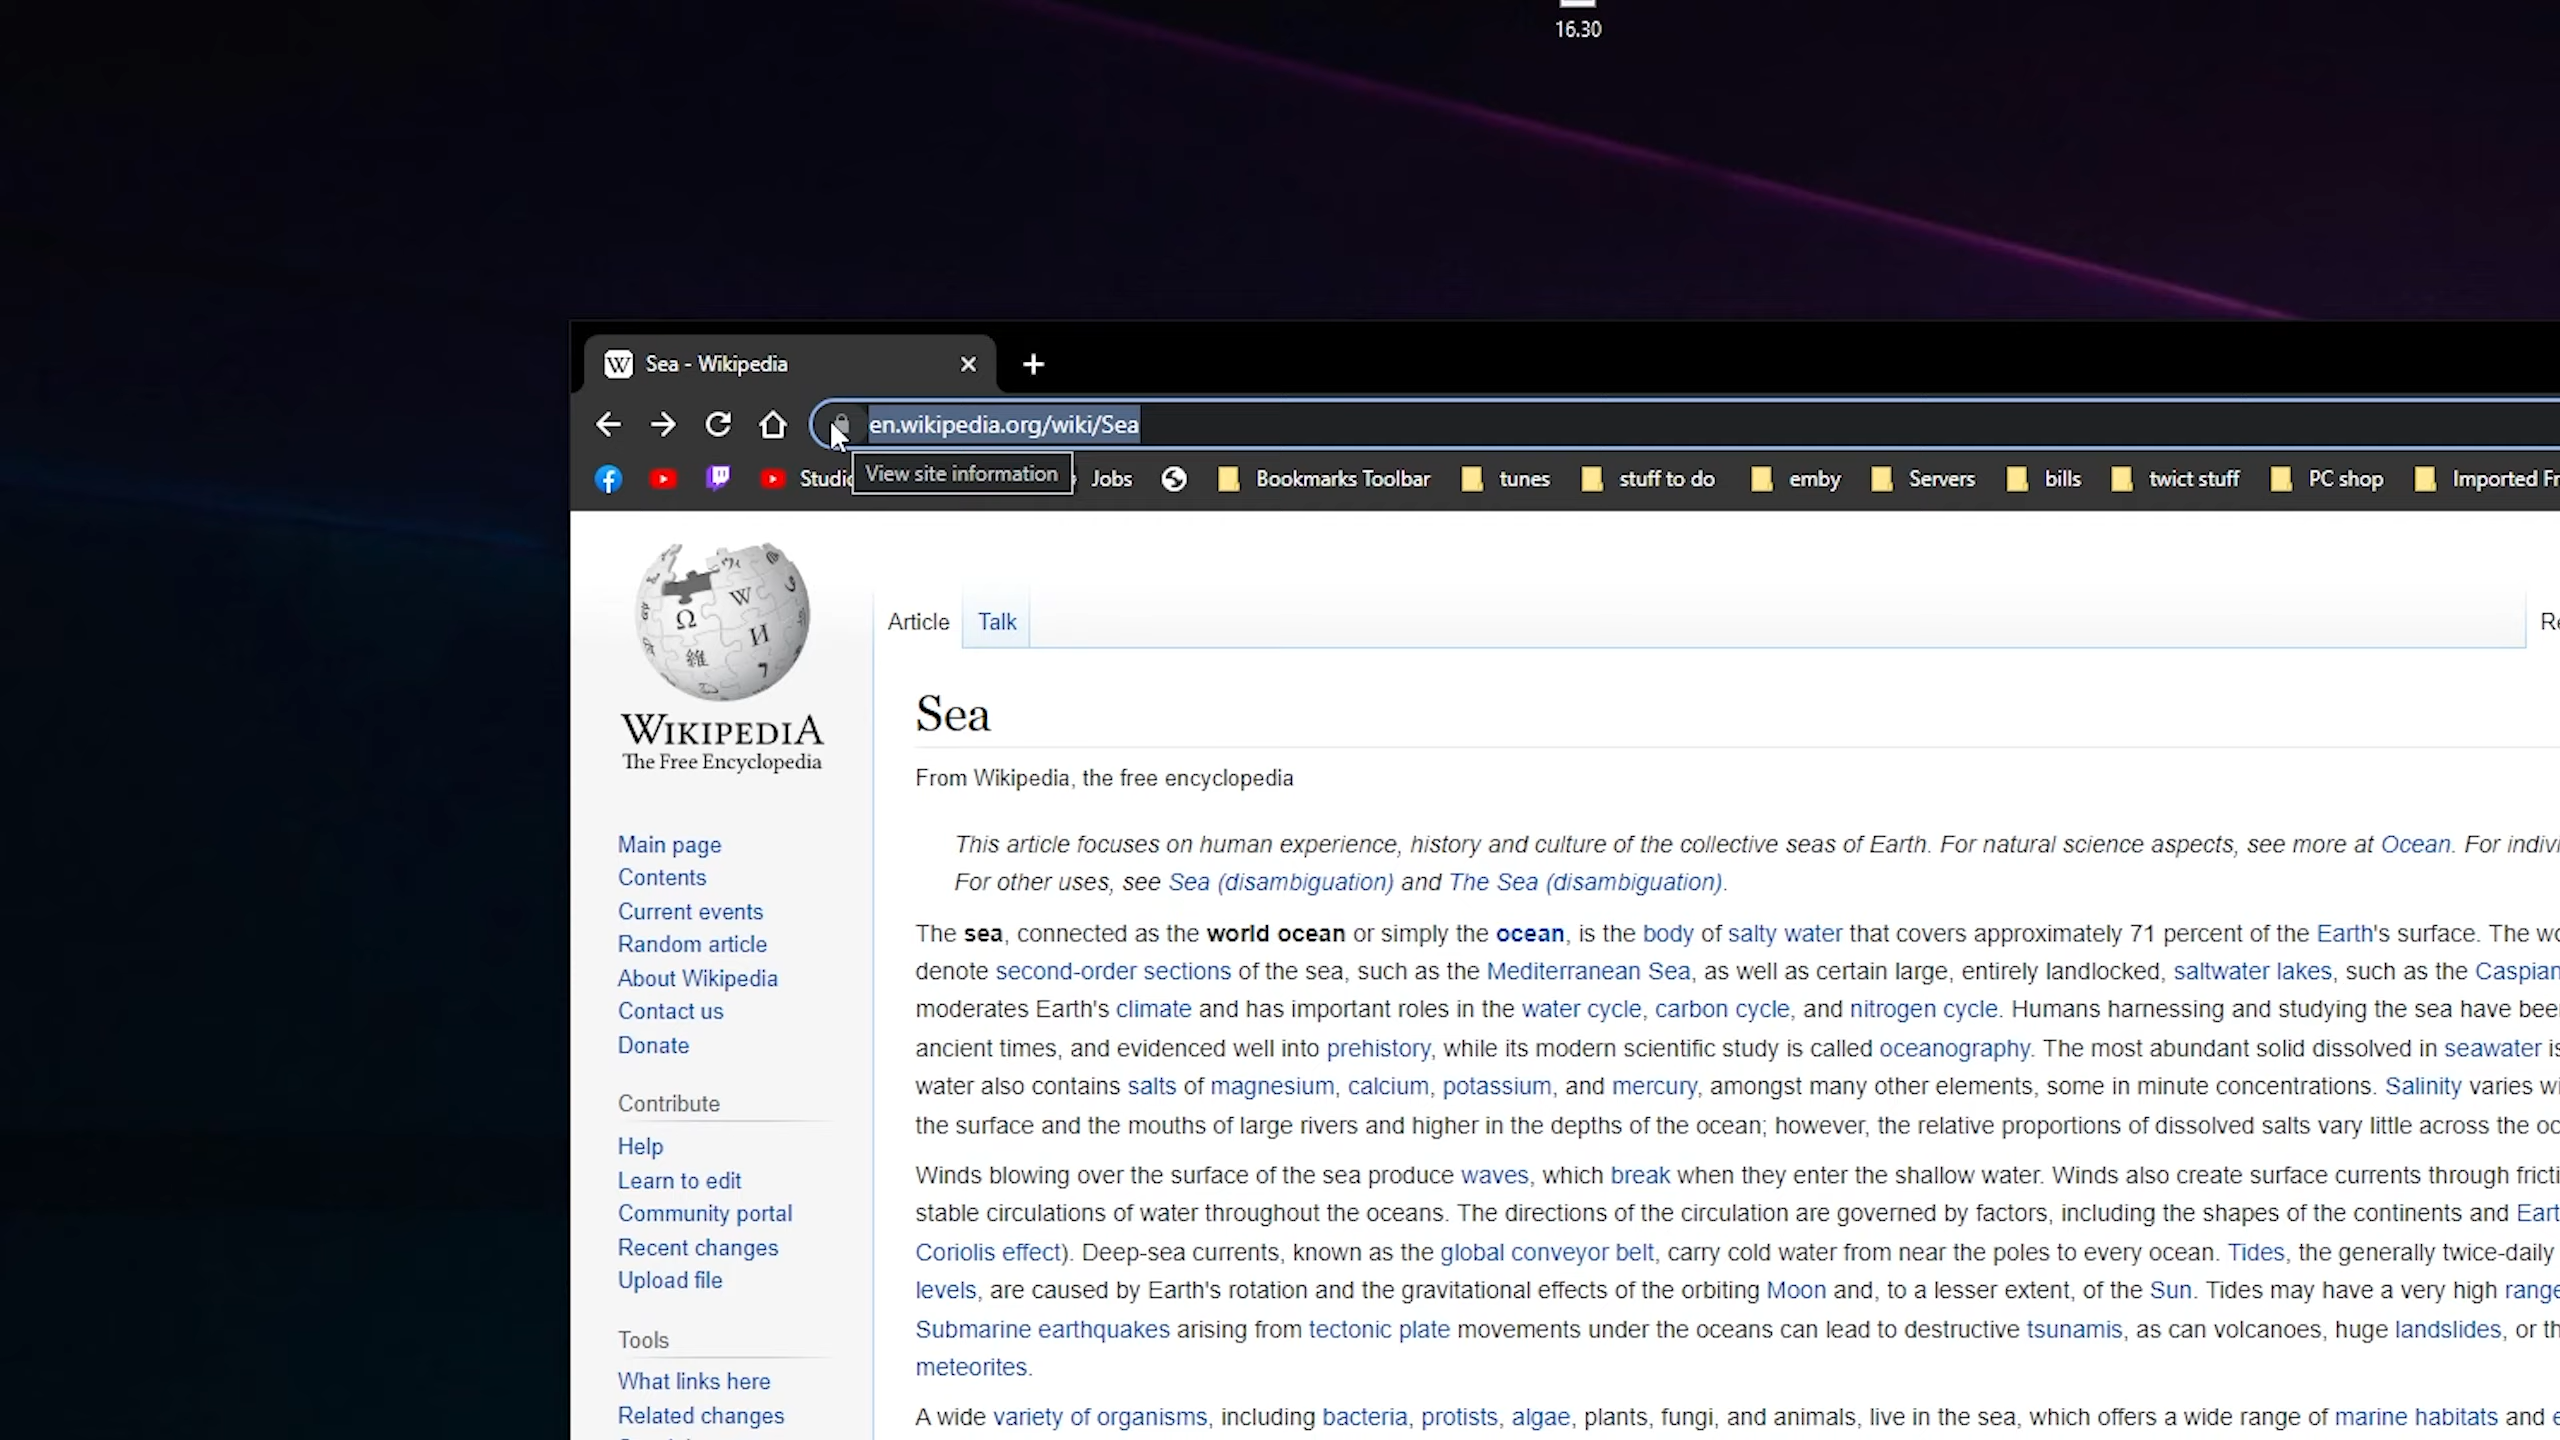 16.30
Sea - Wikipedia
en.wikipedia.org/wiki/Sea
View site information
Jobs
Bookmarks Toolbar
tunes
stuff to do
emby
Servers
bills
twict stuff
PC shop
Imported
WIKIPEDIA
The Free Encyclopedia
Article
Talk
Sea
From Wikipedia, the free encyclopedia
This article focuses on human experience, history and culture of the collective seas of Earth. For natural science aspects, see more at Ocean. For
For other uses, see Sea (disambiguation) and The Sea (disambiguation).
The sea, connected as the world ocean or simply the ocean, is the body of salty water that covers approximately 71 percent of the Earth's surface. The
denote second-order sections of the sea, such as the Mediterranean Sea, as well as certain large, entirely landlocked, saltwater lakes, such as the Caspian
moderates Earth's climate and has important roles in the water cycle, carbon cycle, and nitrogen cycle. Humans harnessing and studying the sea have
ancient times, and evidenced well into prehistory, while its modern scientific study is called oceanography. The most abundant solid dissolved in seawater
water also contains salts of magnesium, calcium, potassium, and mercury, amongst many other elements, some in minute concentrations. Salinity varies
the surface and the mouths of large rivers and higher in the depths of the ocean; however, the relative proportions of dissolved salts vary little across the
Winds blowing over the surface of the sea produce waves, which break when they enter the shallow water. Winds also create surface currents through
stable circulations of water throughout the oceans. The directions of the circulation are governed by factors, including the shapes of the continents and
Coriolis effect). Deep-sea currents, known as the global conveyor belt, carry cold water from near the poles to every ocean. Tides, the generally twice-daily
levels, are caused by Earth's rotation and the gravitational effects of the orbiting Moon and, to a lesser extent, of the Sun. Tides may have a very high
Submarine earthquakes arising from tectonic plate movements under the oceans can lead to destructive tsunamis, as can volcanoes, huge landslides, or
meteorites.
A wide variety of organisms, including bacteria, protists, algae, plants, fungi, and animals, live in the sea, which offers a wide range of marine habitats and
Main page
Contents
Current events
Random article
About Wikipedia
Contact us
Donate
Contribute
Help
Learn to edit
Community portal
Recent changes
Upload file
Tools
What links here
Related changes